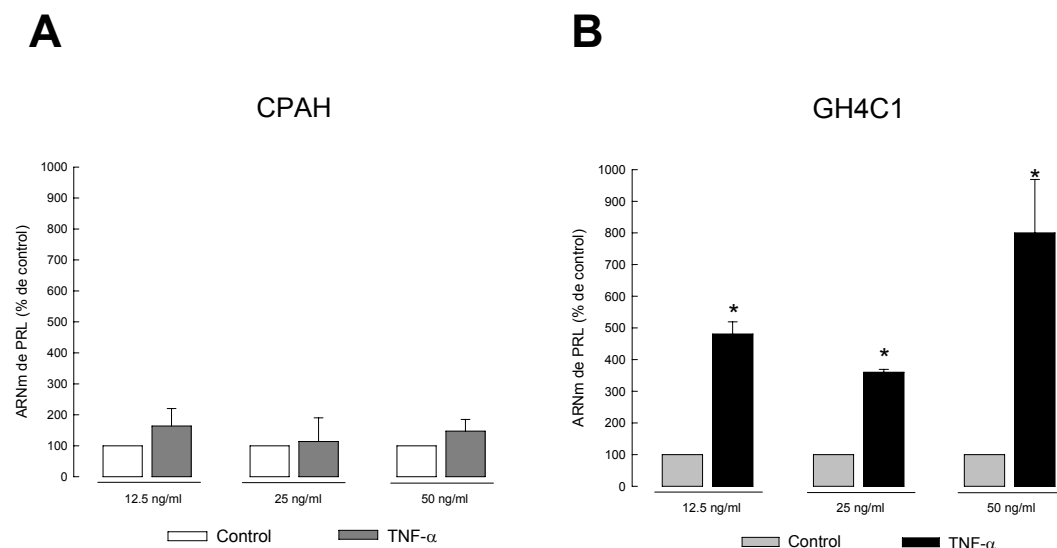 A
CPAH
ARNm de PRL (% de control)
1000
900
800
700
600
500
400
300
200
100
0
12.5 ng/ml
25 ng/ml
50 ng/ml
Control
TNF-α
B
GH4C1
ARNm de PRL (% de control)
1000
900
800
700
600
500
400
300
200
100
0
*
*
*
12.5 ng/ml
25 ng/ml
50 ng/ml
Control
TNF-α